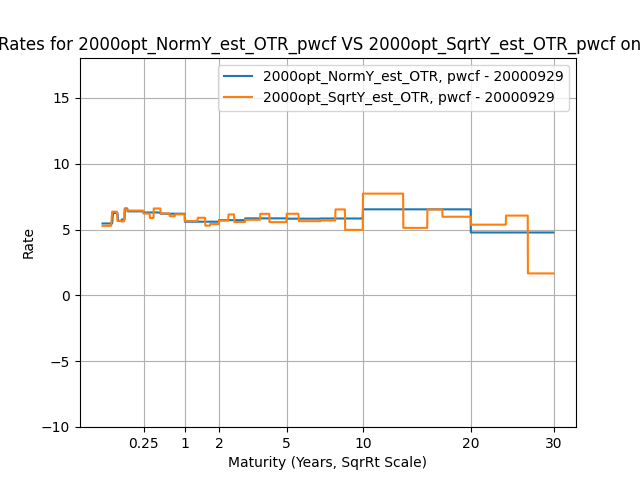 Rates for 2000opt_NormY_est_OTR_pwcf VS 2000opt_SqrtY_est_OTR_pwcf on
2000opt_NormY_est_OTR, pwcf - 20000929
2000opt_SqrtY_est_OTR, pwcf - 20000929
15
10
5
0
−5
−10
Rate
0.25 1 2 5 10 20 30
Maturity (Years, SqrRt Scale)